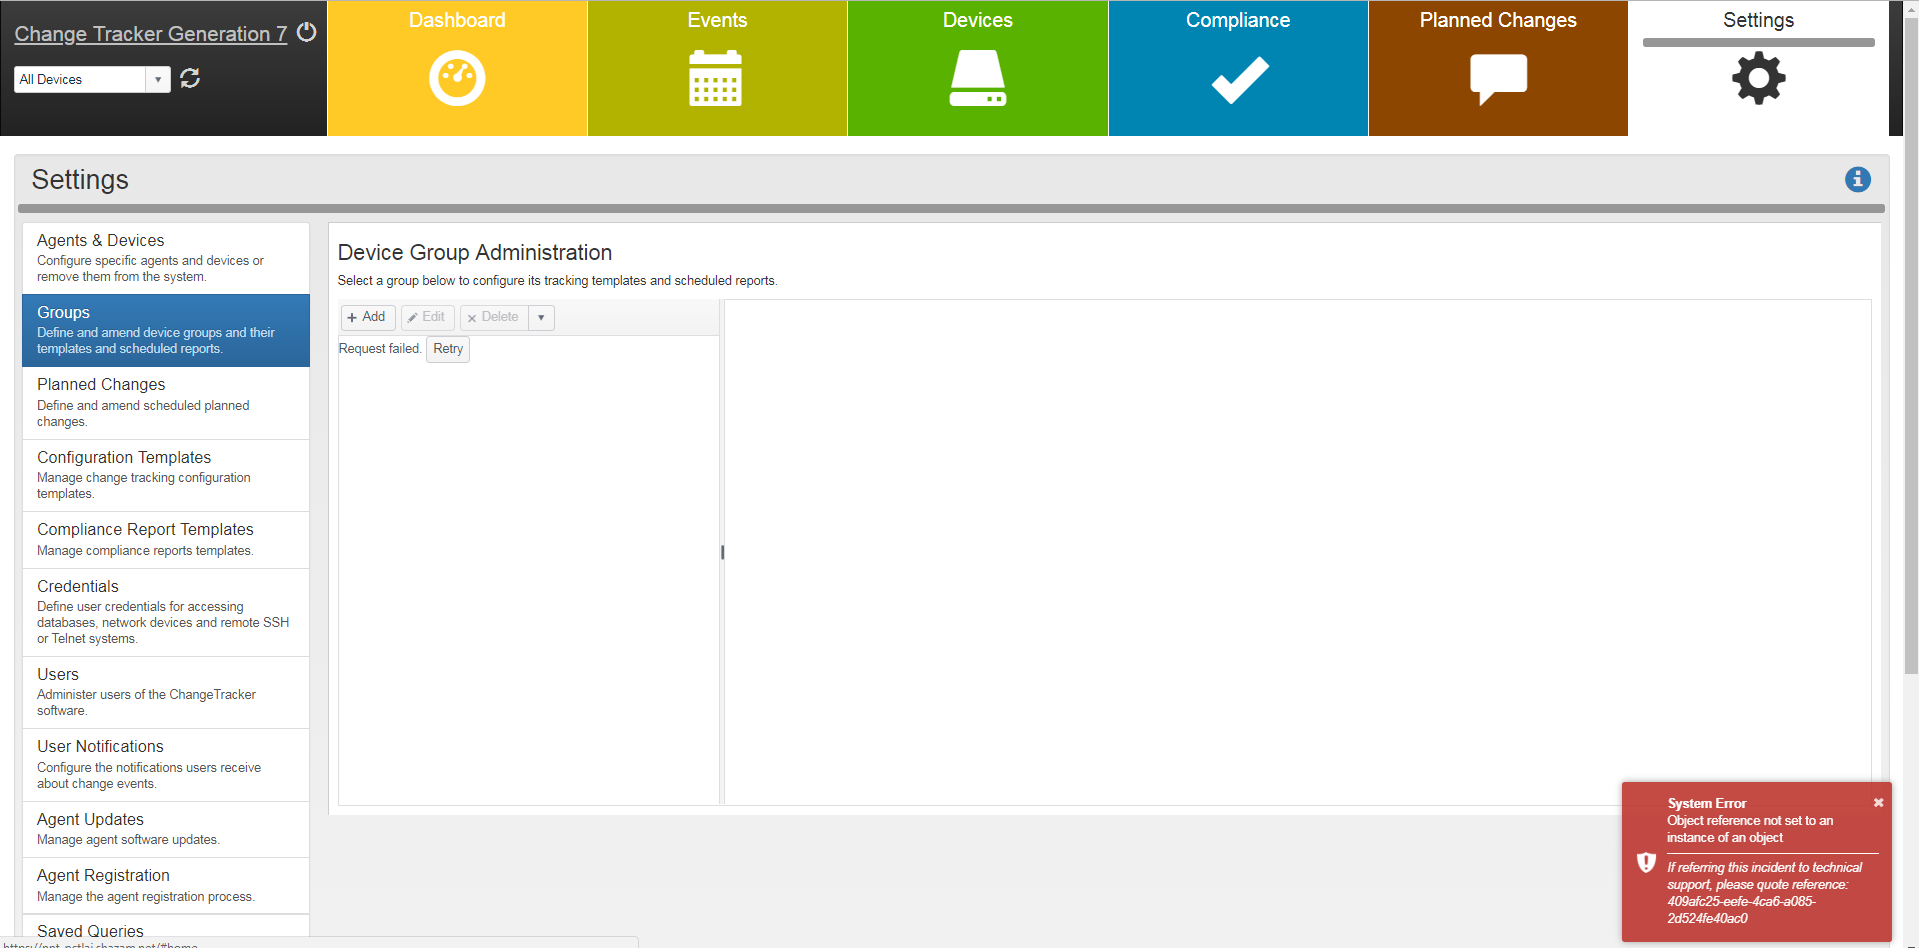 Change Tracker Generation 7
All Devices
Dashboard
Events
Devices
Compliance
Planned Changes
Settings
Settings
Agents & Devices
Configure specific agents and devices or
remove them from the system.
Groups
Define and amend device groups and their
templates and scheduled reports.
Planned Changes
Define and amend scheduled planned
changes.
Configuration Templates
Manage change tracking configuration
templates.
Compliance Report Templates
Manage compliance reports templates.
Credentials
Define user credentials for accessing
databases, network devices and remote SSH
or Telnet systems.
Users
Administer users of the ChangeTracker
software.
User Notifications
Configure the notifications users receive
about change events.
Agent Updates
Manage agent software updates.
Agent Registration
Manage the agent registration process.
Saved Queries
Device Group Administration
Select a group below to configure its tracking templates and scheduled reports.
Add Edit Delete
Request failed. Retry
System Error
Object reference not set to an
instance of an object
If referring this incident to technical
support, please quote reference:
409afc25-eefe-4ca6-a085-
2d524fe40ac0